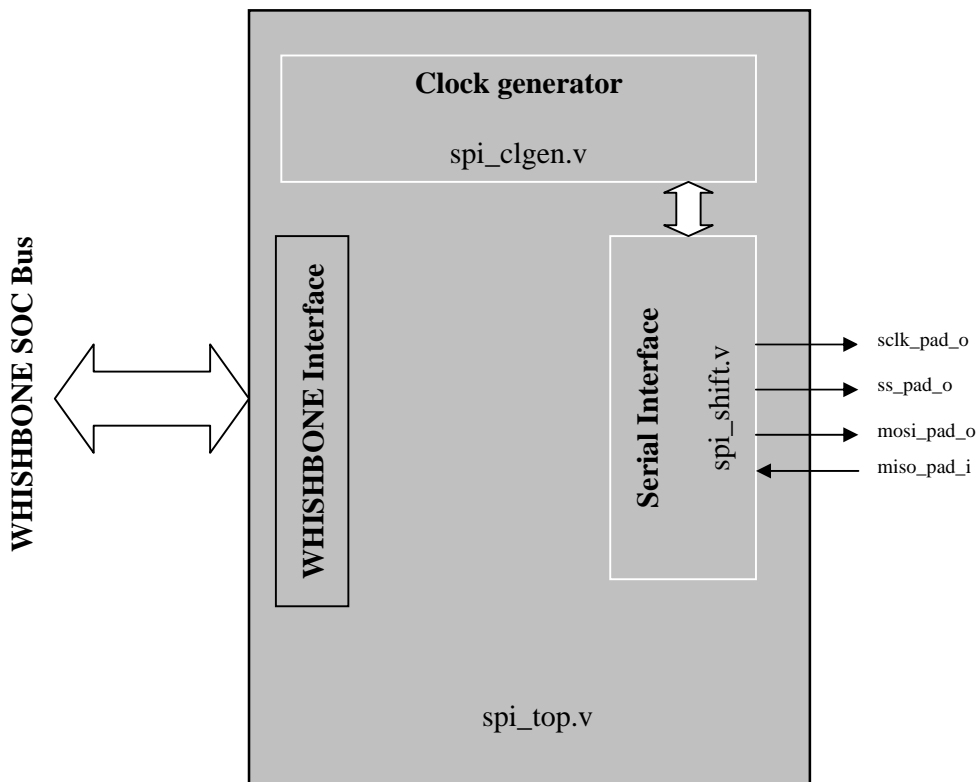 Clock generator
spi_clgen.v
WHISHBONE SOC Bus
WHISHBONE Interface
Serial Interface
spi_shift.v
sclk_pad_o
ss_pad_o
mosi_pad_o
miso_pad_i
spi_top.v